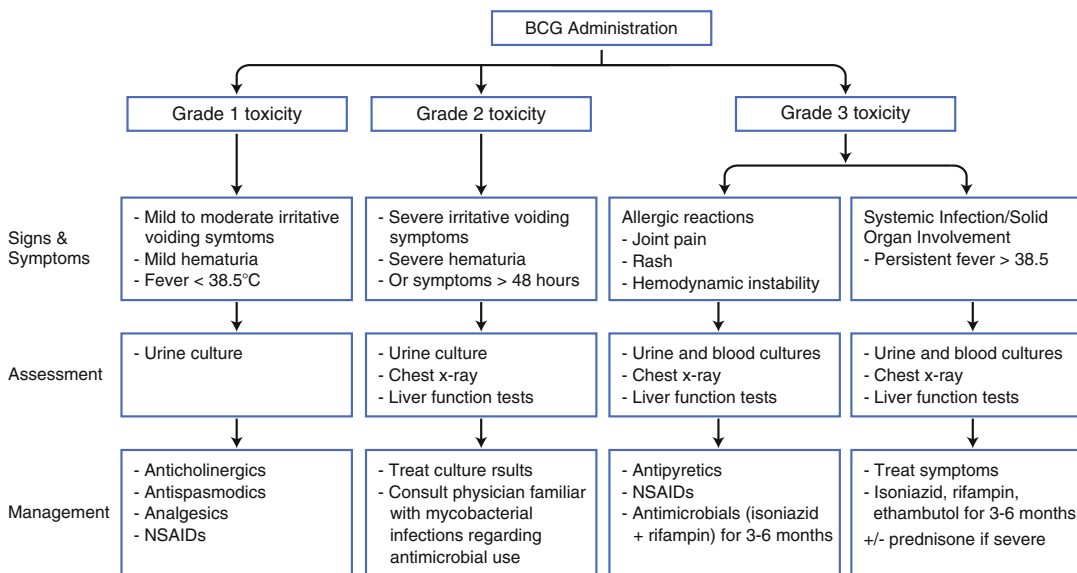 BCG Administration
Grade 1 toxicity
Grade 2 toxicity
Grade 3 toxicity
Signs &
Symptoms
- Mild to moderate irritative
voiding symtoms
- Mild hematuria
- Fever < 38.5°C
- Severe irritative voiding
symptoms
- Severe hematuria
- Or symptoms > 48 hours
Allergic reactions
- Joint pain
- Rash
- Hemodynamic instability
Systemic Infection/Solid
Organ Involvement
- Persistent fever > 38.5
Assessment
- Urine culture
- Urine culture
- Chest x-ray
- Liver function tests
- Urine and blood cultures
- Chest x-ray
- Liver function tests
- Urine and blood cultures
- Chest x-ray
- Liver function tests
Management
- Anticholinergics
- Antispasmodics
- Analgesics
- NSAIDs
- Treat culture rsults
- Consult physician familiar
with mycobacterial
infections regarding
antimicrobial use
- Antipyretics
- NSAIDs
- Antimicrobials (isoniazid
+ rifampin) for 3-6 months
- Treat symptoms
- Isoniazid, rifampin,
ethambutol for 3-6 months
+/- prednisone if severe